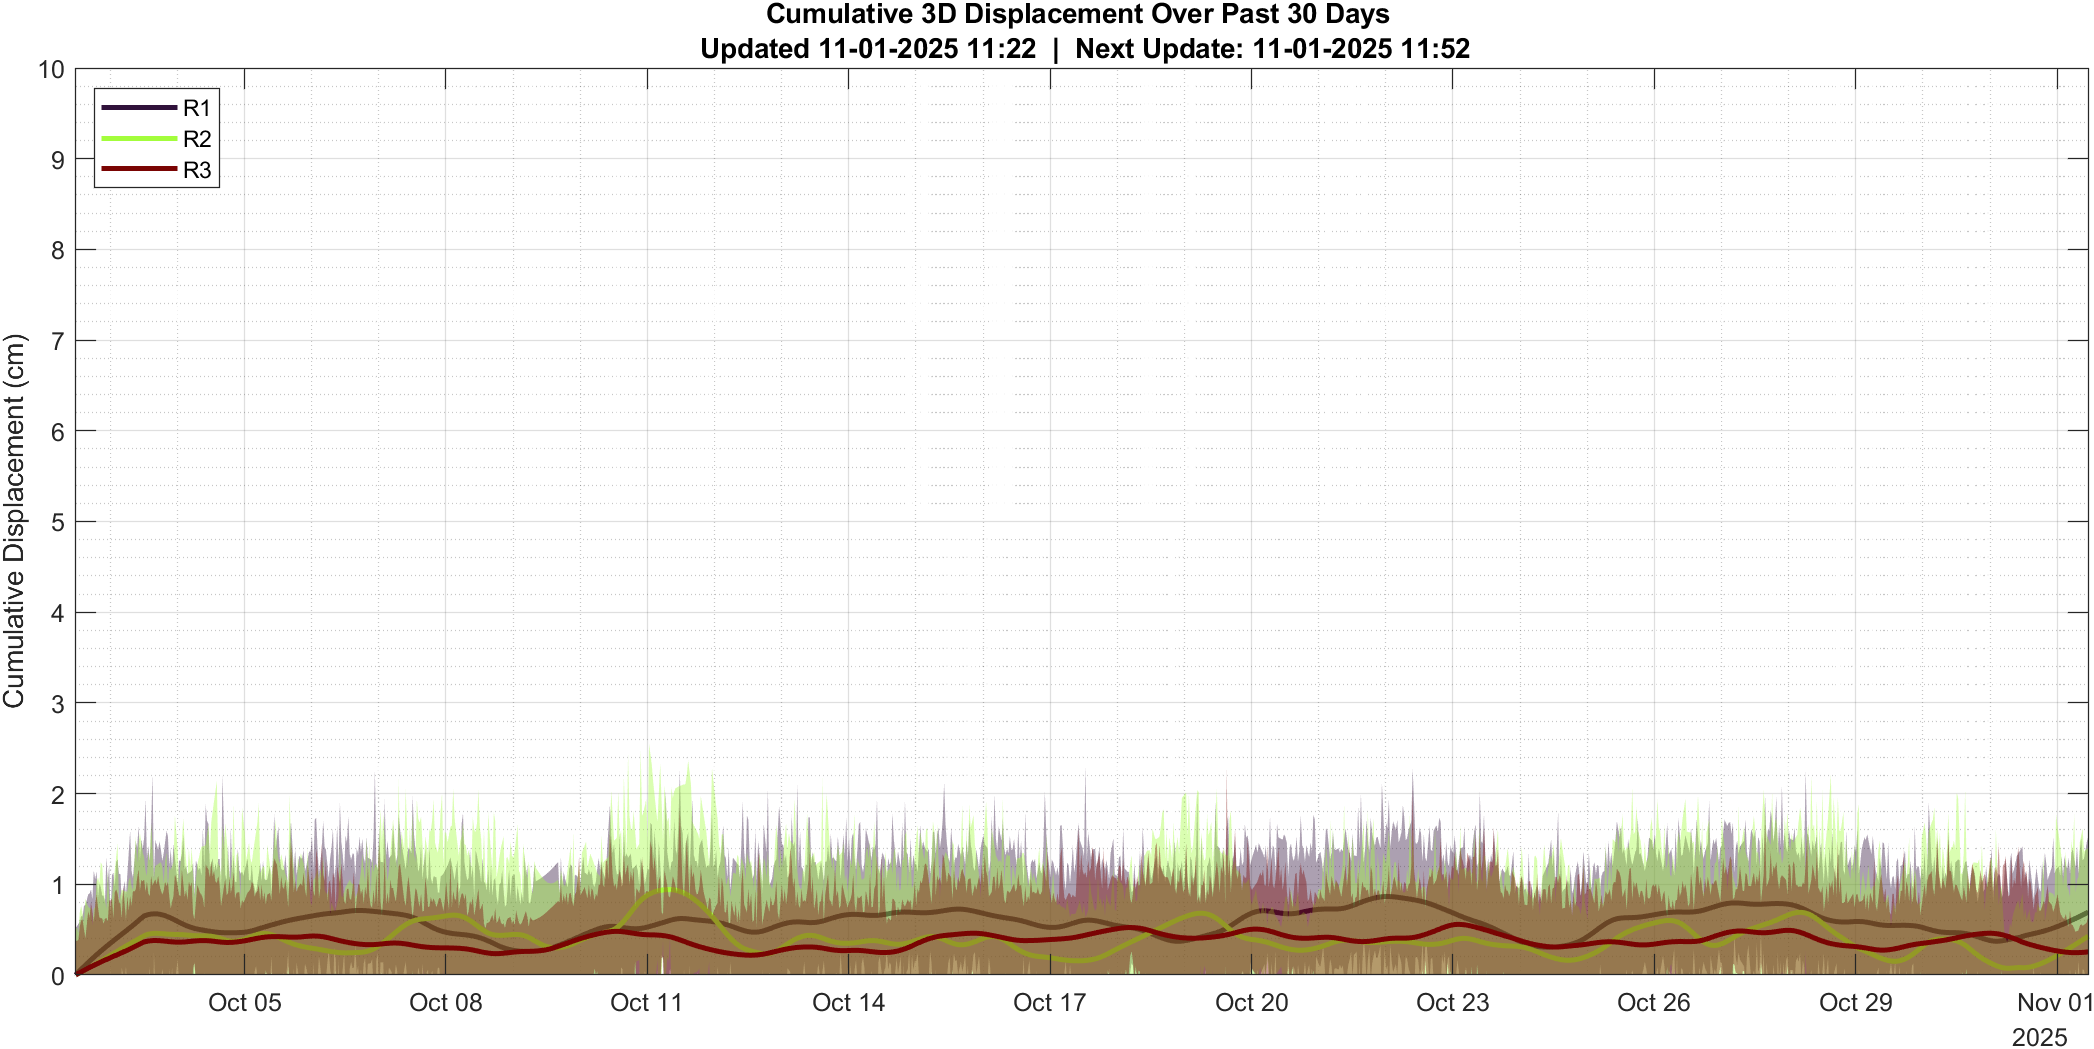 Cumulative 3D Displacement Over Past 30 Days
Updated 11-01-2025 11:22 | Next Update: 11-01-2025 11:52
R1
R2
R3
Cumulative Displacement (cm)
10
9
8
7
6
5
4
3
2
1
0
Oct 05 Oct 08 Oct 11 Oct 14 Oct 17 Oct 20 Oct 23 Oct 26 Oct 29 Nov 01
2025